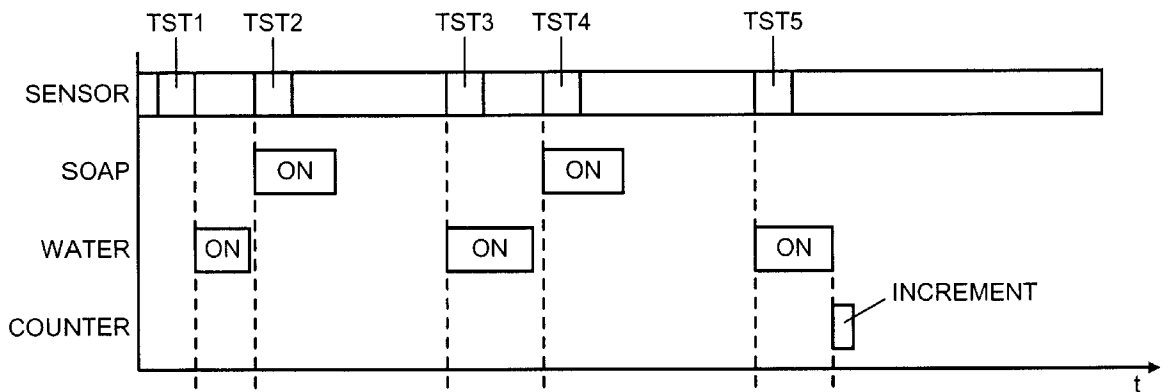 TST1 TST2 TST3 TST4 TST5
SENSOR
SOAP ON ON
WATER ON ON ON
COUNTER INCREMENT
t